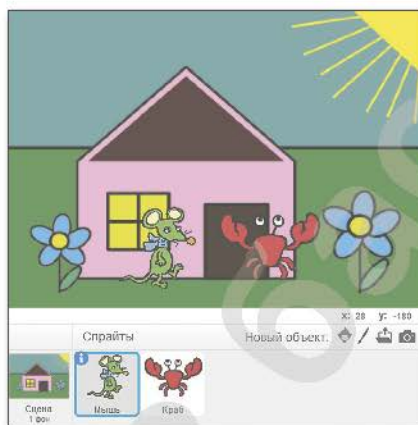 x: 28 y: -180
Спрайты Новый объект:
Сцена
1 фон
Мышь
Краб